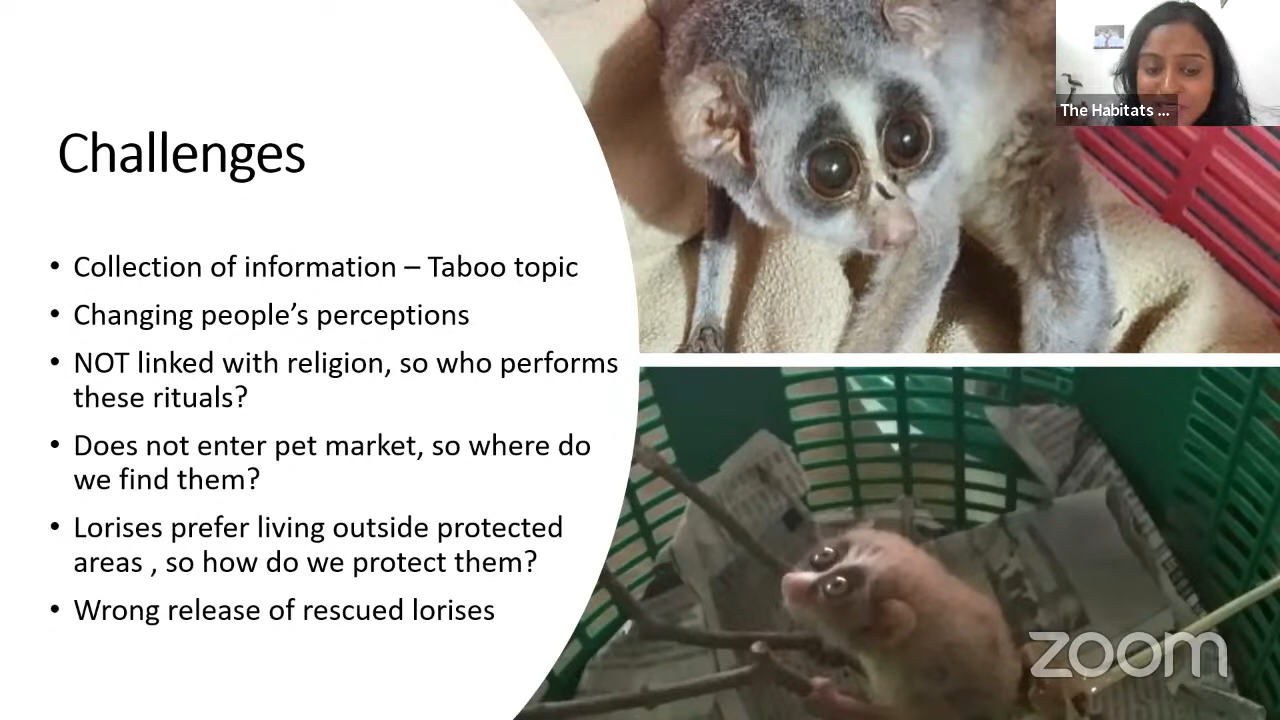 The Habitats ...
Challenges
• Collection of information – Taboo topic
• Changing people’s perceptions
• NOT linked with religion, so who performs
these rituals?
• Does not enter pet market, so where do
we find them?
• Lorises prefer living outside protected
areas , so how do we protect them?
• Wrong release of rescued lorises
zoom